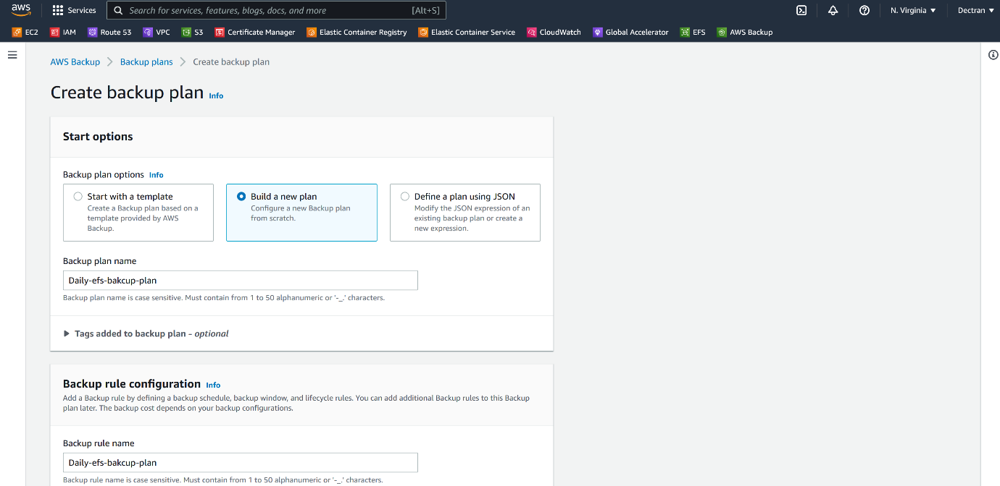 aws Services Search for services, features, blogs, docs, and more [Alt+S] N. Virginia Dectran
EC2 IAM Route 53 VPC S3 Certificate Manager Elastic Container Registry Elastic Container Service CloudWatch Global Accelerator EFS AWS Backup
AWS Backup Backup plans Create backup plan
Create backup plan Info
Start options
Backup plan options Info
Start with a template
Create a Backup plan based on a
template provided by AWS
Backup.
Build a new plan
Configure a new Backup plan
from scratch.
Define a plan using JSON
Modify the JSON expression of an
existing backup plan or create a
new expression.
Backup plan name
Daily-efs-bakcup-plan
Backup plan name is case sensitive. Must contain from 1 to 50 alphanumeric or '-_.' characters.
Tags added to backup plan - optional
Backup rule configuration Info
Add a Backup rule by defining a backup schedule, backup window, and lifecycle rules. You can add additional Backup rules to this Backup
plan later. The backup cost depends on your backup configurations.
Backup rule name
Daily-efs-bakcup-plan
Backup rule name is case sensitive. Must contain from 1 to 50 alphanumeric or '-_.' characters.